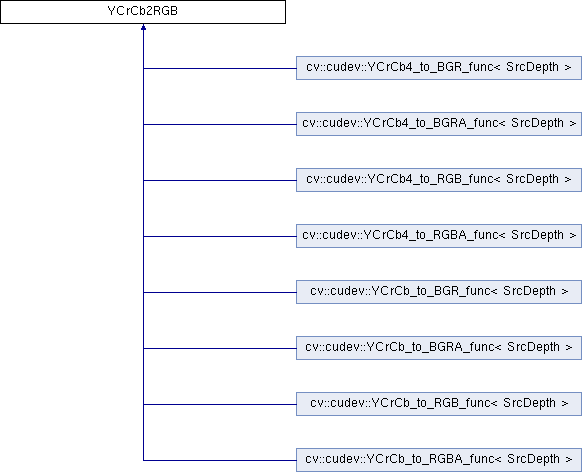 YCrCb2RGB
cv::cudev::YCrCb4_to_BGR_func< SrcDepth >
cv::cudev::YCrCb4_to_BGRA_func< SrcDepth >
cv::cudev::YCrCb4_to_RGB_func< SrcDepth >
cv::cudev::YCrCb4_to_RGBA_func< SrcDepth >
cv::cudev::YCrCb_to_BGR_func< SrcDepth >
cv::cudev::YCrCb_to_BGRA_func< SrcDepth >
cv::cudev::YCrCb_to_RGB_func< SrcDepth >
cv::cudev::YCrCb_to_RGBA_func< SrcDepth >